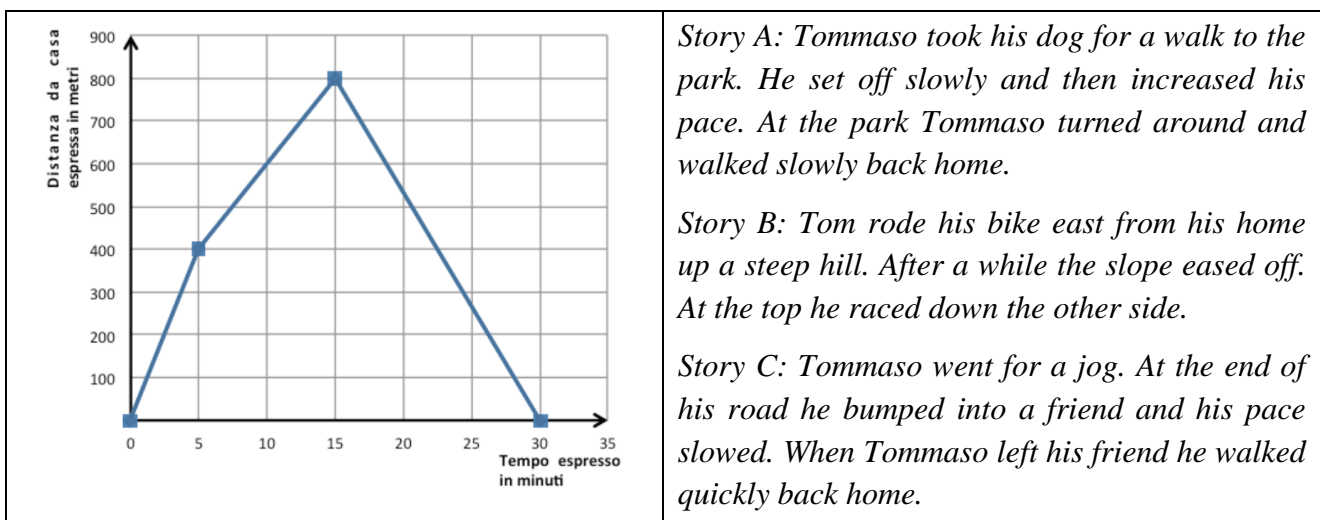 Distanza da casa
espressa in metri
900
800
700
600
500
400
300
200
100
0 5 10 15 20 25 30 35
Tempo espresso
in minuti
Story A: Tommaso took his dog for a walk to the
park. He set off slowly and then increased his
pace. At the park Tommaso turned around and
walked slowly back home.
Story B: Tom rode his bike east from his home
up a steep hill. After a while the slope eased off.
At the top he raced down the other side.
Story C: Tommaso went for a jog. At the end of
his road he bumped into a friend and his pace
slowed. When Tommaso left his friend he walked
quickly back home.